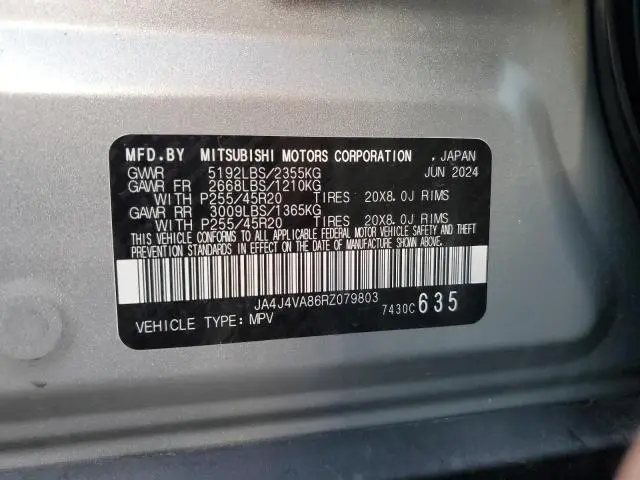 MFD.BY MITSUBISHI MOTORS CORPORATION , JAPAN
GVWR 5192LBS/2355KG JUN 2024
GAWR FR 2668LBS/1210KG
WITH P255/45R20 TIRES 20X8.0J RIMS
GAWR RR 3009LBS/1365KG
WITH P255/45R20 TIRES 20X8.0J RIMS
THIS VEHICLE CONFORMS TO ALL APPLICABLE FEDERAL MOTOR VEHICLE SAFETY AND THEFT
PREVENTION STANDARDS IN EFFECT ON THE DATE OF MANUFACTURE SHOWN ABOVE.
JA4J4VA86RZ079803
7430C 635
VEHICLE TYPE: MPV